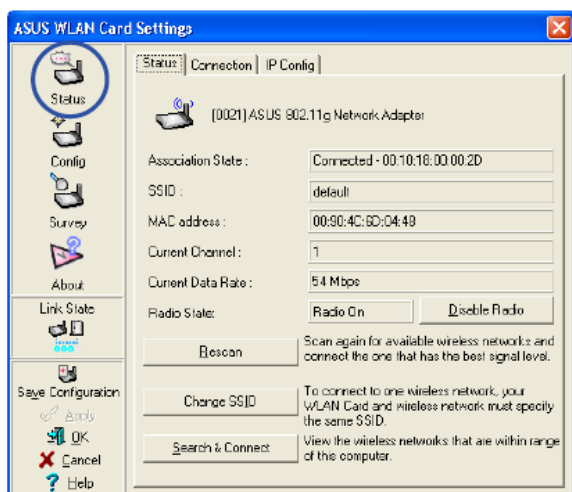 ASUS WLAN Card Settings
Status
Config
Survey
About
Link State
Save Configuration
Apply
OK
Cancel
Help
Status Connection IP Config
[0021] ASUS 802.11g Network Adapter
Association State : Connected - 00:10:18:00:00:2D
SSID : default
MAC address : 00:90:4C:6D:04:48
Current Channel : 1
Current Data Rate : 54 Mbps
Radio State: Radio On Disable Radio
Rescan
Scan again for available wireless networks and
connect the one that has the best signal level.
Change SSID
To connect to one wireless network, your
WLAN Card and wireless network must specify
the same SSID.
Search & Connect
View the wireless networks that are within range
of this computer.